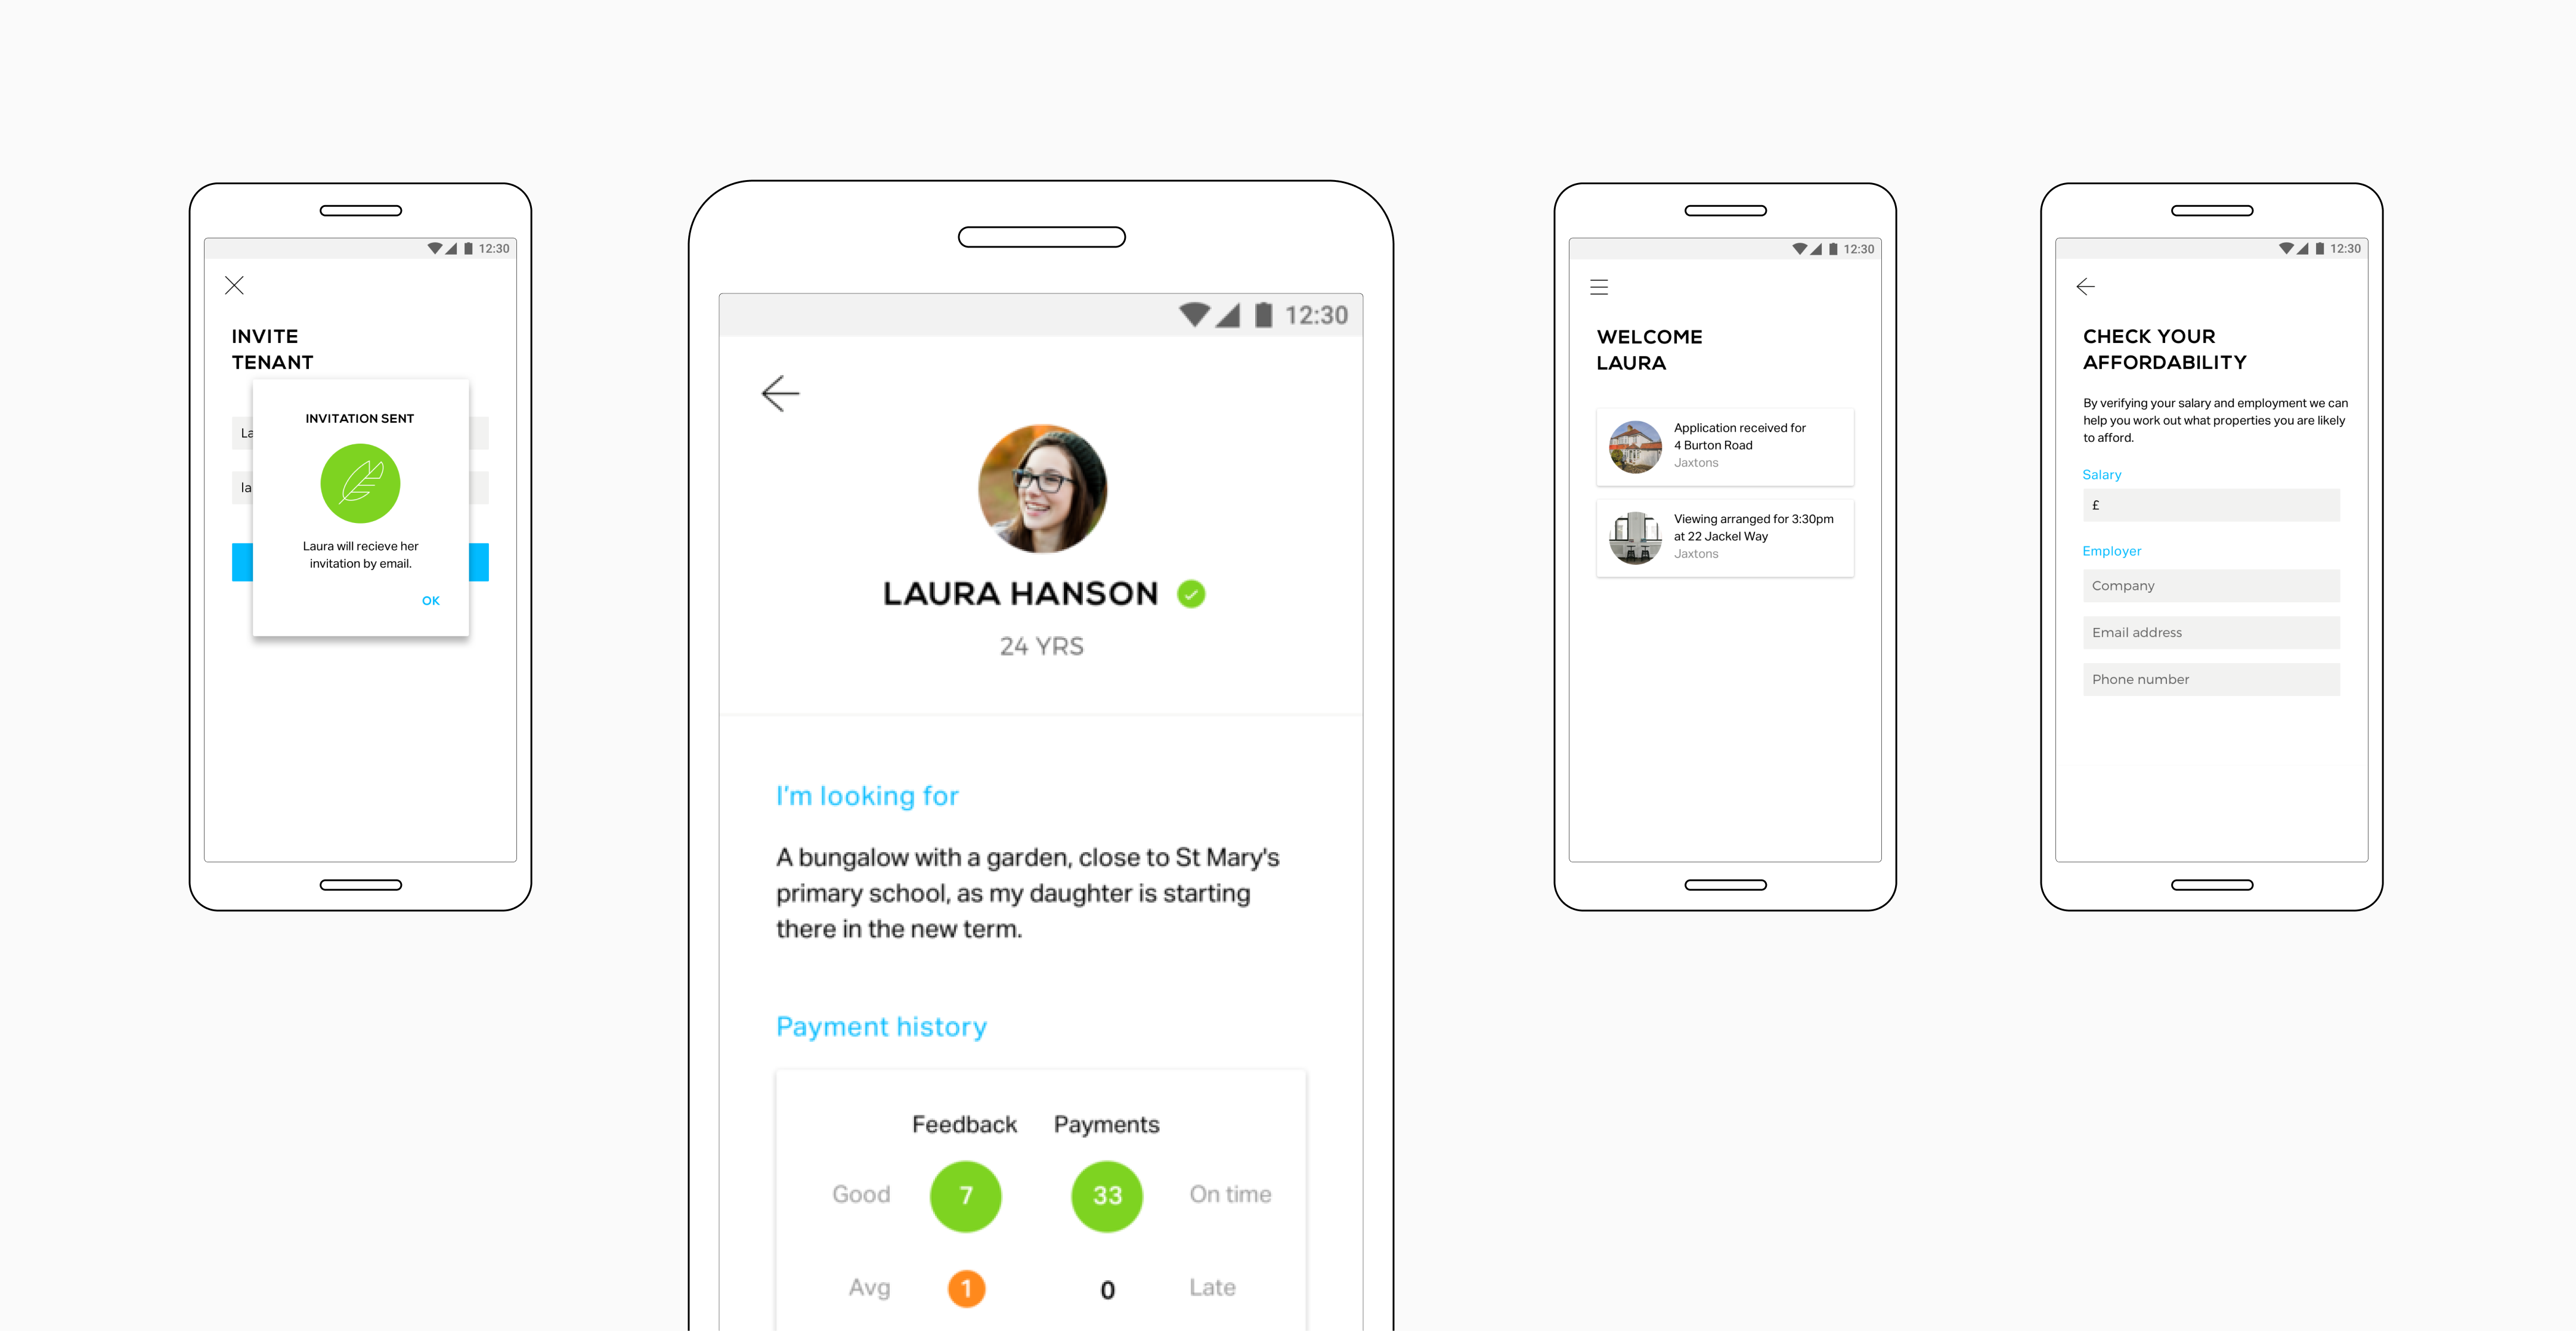 12:30
INVITE
TENANT
La
la
INVITATION SENT
Laura will recieve her
invitation by email.
OK
12:30
LAURA HANSON
24 YRS
I'm looking for
A bungalow with a garden, close to St Mary's
primary school, as my daughter is starting
there in the new term.
Payment history
Feedback Payments
Good 7 33 On time
Avg 1 0 Late
12:30
WELCOME
LAURA
Application received for
4 Burton Road
Jaxtons
Viewing arranged for 3:30pm
at 22 Jackel Way
Jaxtons
12:30
CHECK YOUR
AFFORDABILITY
By verifying your salary and employment we can
help you work out what properties you are likely
to afford.
Salary
£
Employer
Company
Email address
Phone number